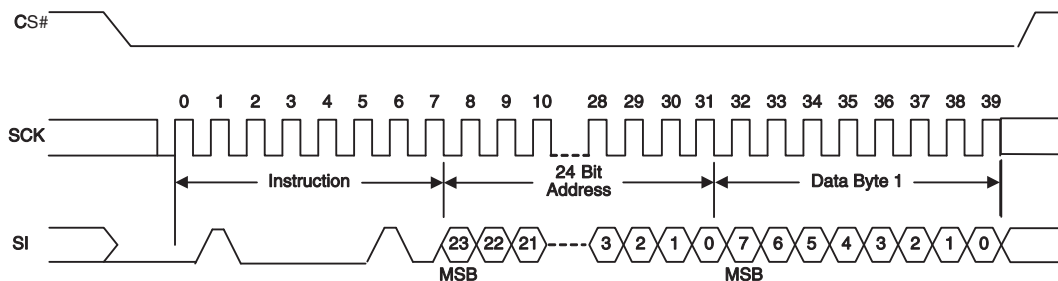 CS#
0 1 2 3 4 5 6 7 8 9 10 28 29 30 31 32 33 34 35 36 37 38 39
SCK
Instruction
24 Bit
Address
Data Byte 1
SI
23 22 21 3 2 1 0 7 6 5 4 3 2 1 0
MSB MSB